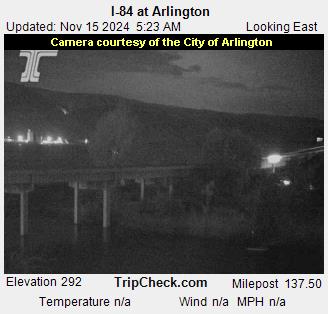 I-84 at Arlington
Updated: Nov 15 2024 5:23 AM Looking East
Camera courtesy of the City of Arlington
Elevation 292 TripCheck.com Milepost 137.50
Temperature n/a Wind n/a MPH n/a